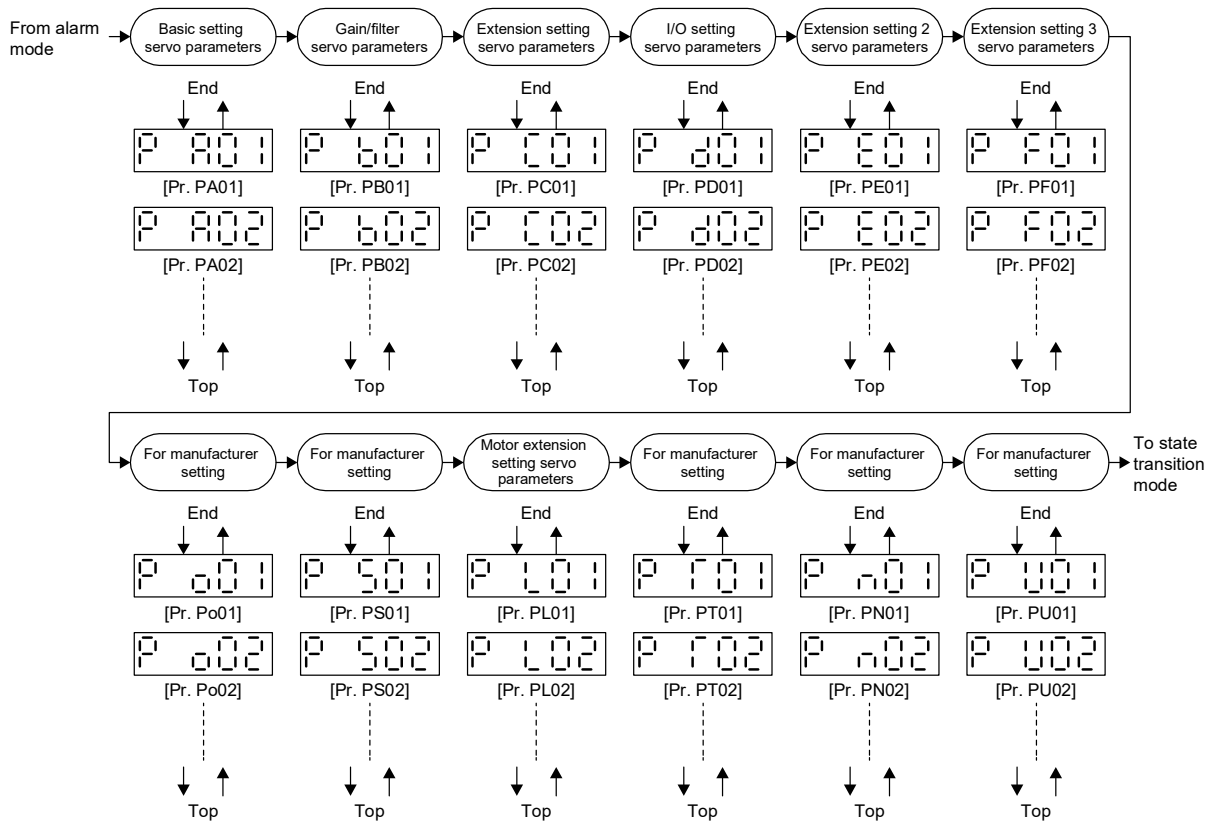 From alarm
mode
Basic setting
servo parameters
Gain/filter
servo parameters
Extension setting
servo parameters
I/O setting
servo parameters
Extension setting 2
servo parameters
Extension setting 3
servo parameters
End End End End End End
P A01 P b01 P C01 P d01 P E01 P F01
[Pr. PA01] [Pr. PB01] [Pr. PC01] [Pr. PD01] [Pr. PE01] [Pr. PF01]
P A02 P b02 P C02 P d02 P E02 P F02
[Pr. PA02] [Pr. PB02] [Pr. PC02] [Pr. PD02] [Pr. PE02] [Pr. PF02]
Top Top Top Top Top Top
For manufacturer
setting
For manufacturer
setting
Motor extension
setting servo
parameters
For manufacturer
setting
For manufacturer
setting
For manufacturer
setting
To state
transition
mode
End End End End End End
P o01 P S01 P L01 P T01 P n01 P U01
[Pr. Po01] [Pr. PS01] [Pr. PL01] [Pr. PT01] [Pr. PN01] [Pr. PU01]
P o02 P S02 P L02 P T02 P n02 P U02
[Pr. Po02] [Pr. PS02] [Pr. PL02] [Pr. PT02] [Pr. PN02] [Pr. PU02]
Top Top Top Top Top Top